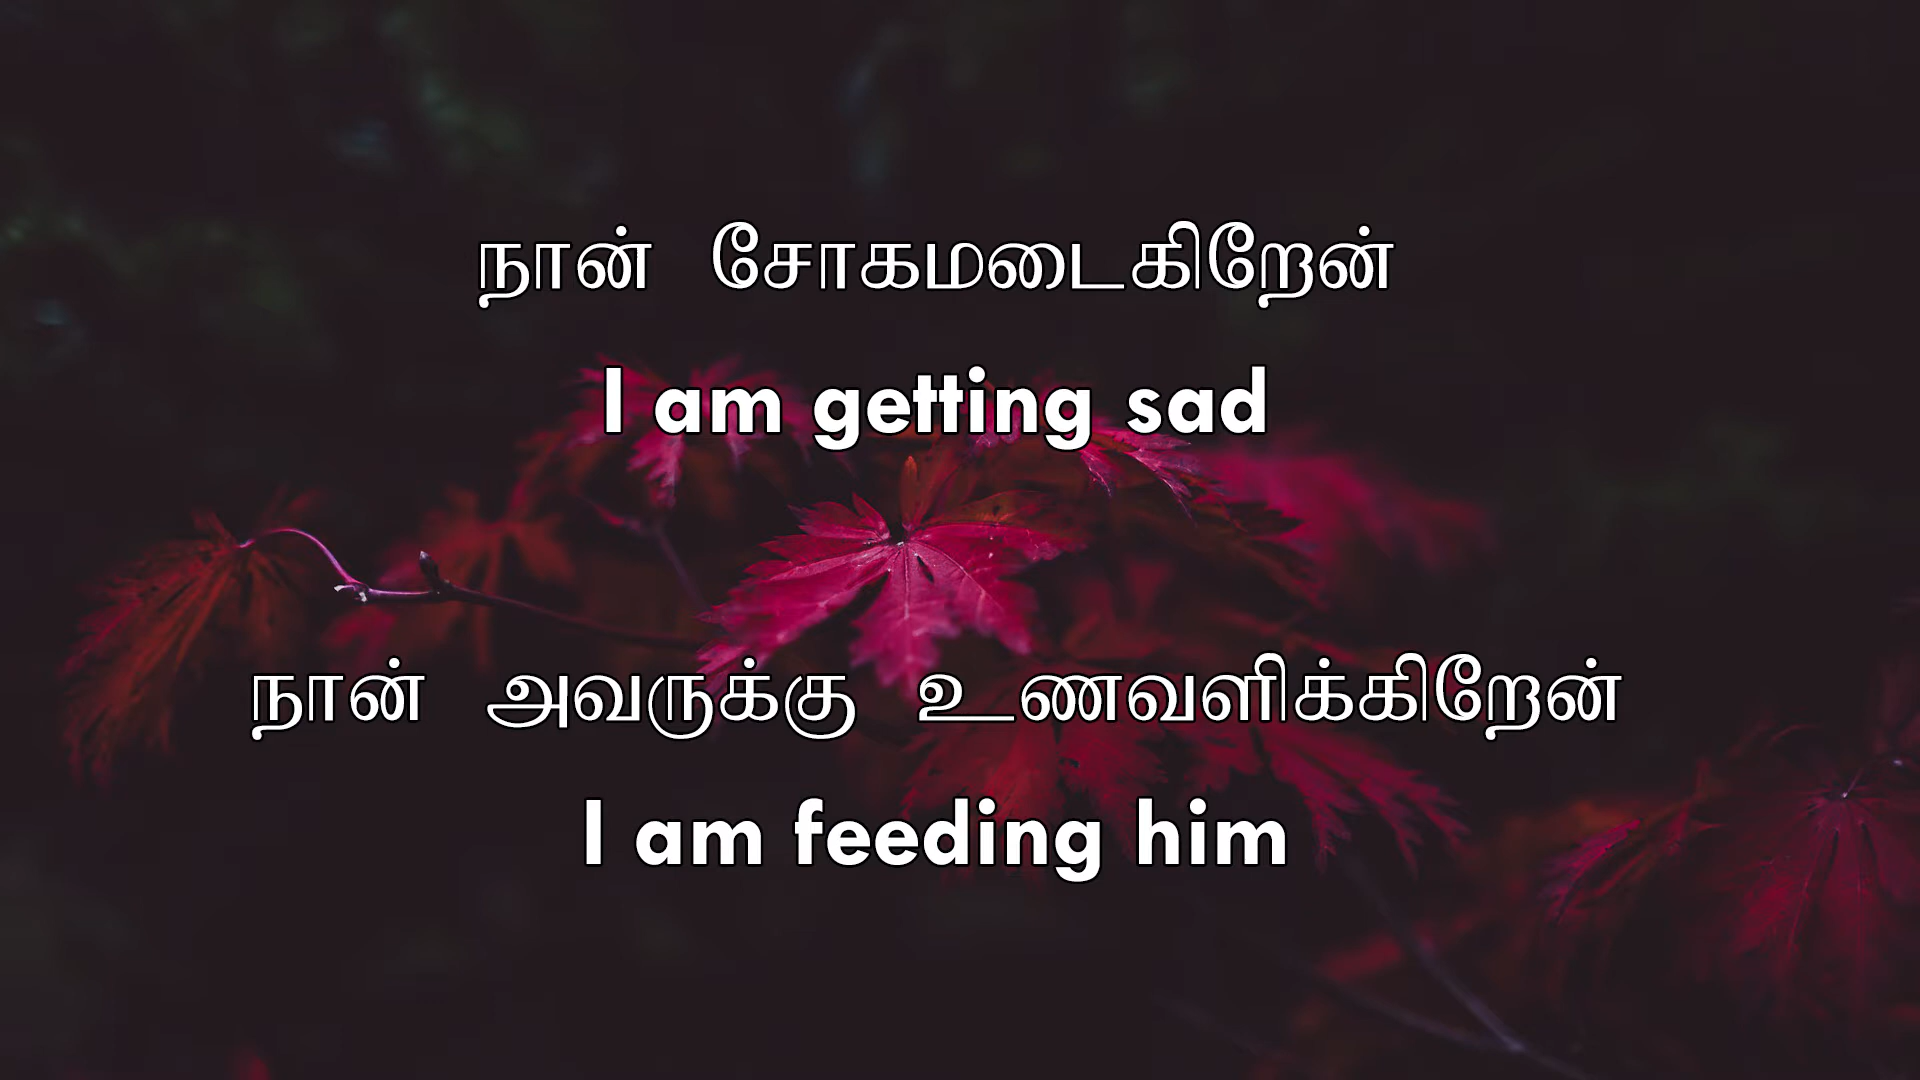 நான் சோகமடைகிறேன்
I am getting sad
நான் அவருக்கு உணவளிக்கிறேன்
I am feeding him